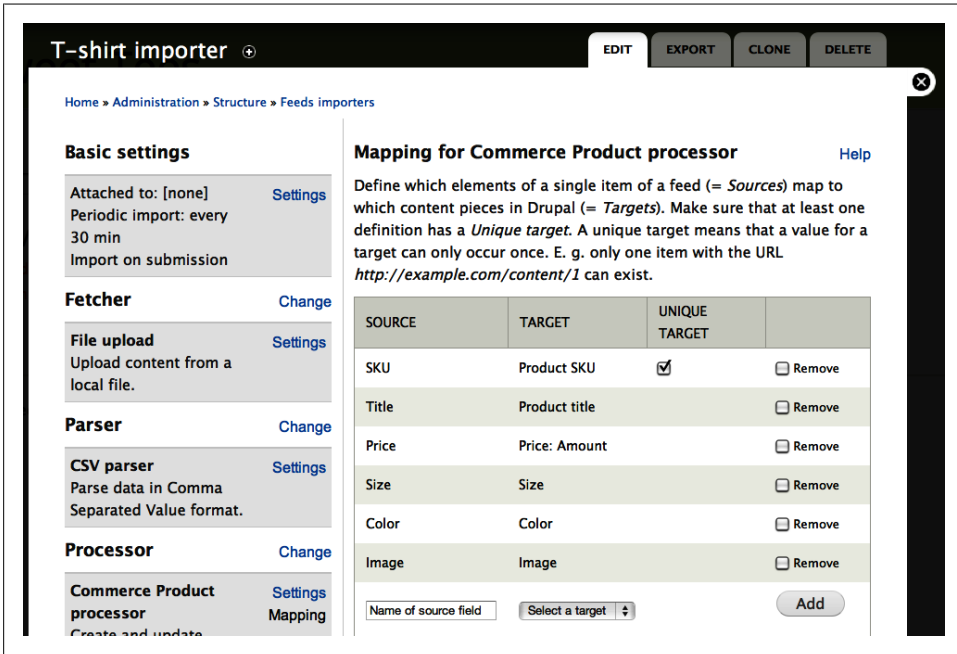 T-shirt importer
EDIT
EXPORT
CLONE
DELETE
Home » Administration » Structure » Feeds importers
Basic settings
Attached to: [none]
Settings
Periodic import: every
30 min
Import on submission
Fetcher
Change
File upload
Settings
Upload content from a
local file.
Parser
Change
CSV parser
Settings
Parse data in Comma
Separated Value format.
Processor
Change
Commerce Product
Settings
processor
Mapping
Create and update
Mapping for Commerce Product processor
Help
Define which elements of a single item of a feed (= Sources) map to
which content pieces in Drupal (= Targets). Make sure that at least one
definition has a Unique target. A unique target means that a value for a
target can only occur once. E. g. only one item with the URL
http://example.com/content/1 can exist.
SOURCE
TARGET
UNIQUE
TARGET
SKU
Product SKU
Remove
Title
Product title
Remove
Price
Price: Amount
Remove
Size
Size
Remove
Color
Color
Remove
Image
Image
Remove
Name of source field
Select a target
Add